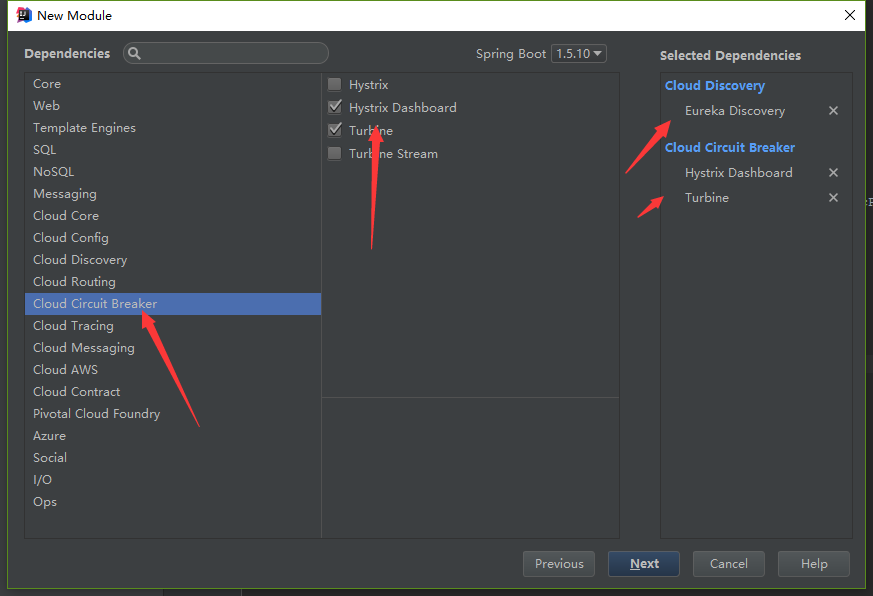 New Module
Dependencies
Spring Boot 1.5.10
Selected Dependencies
Core
Web
Template Engines
SQL
NoSQL
Messaging
Cloud Core
Cloud Config
Cloud Discovery
Cloud Routing
Cloud Circuit Breaker
Cloud Tracing
Cloud Messaging
Cloud AWS
Cloud Contract
Pivotal Cloud Foundry
Azure
Social
I/O
Ops
Hystrix
Hystrix Dashboard
Turbine
Turbine Stream
Cloud Discovery
Eureka Discovery
Cloud Circuit Breaker
Hystrix Dashboard
Turbine
Previous
Next
Cancel
Help